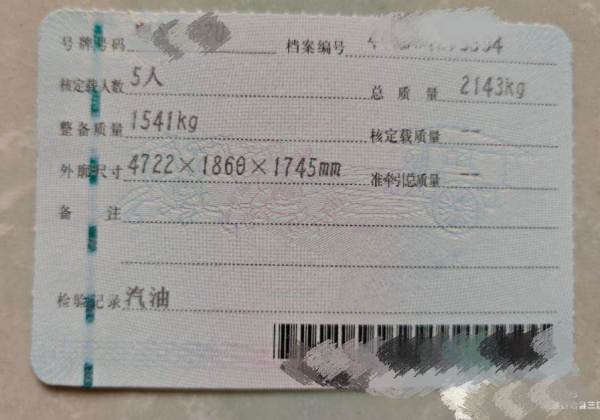 号牌号码 档案编号
核定载人数 5人 总质量 2143kg
整备质量 1541kg 核定载质量 --
外廓尺寸 4722×1860×1745mm 准牵引总质量 --
备注
检验记录 汽油